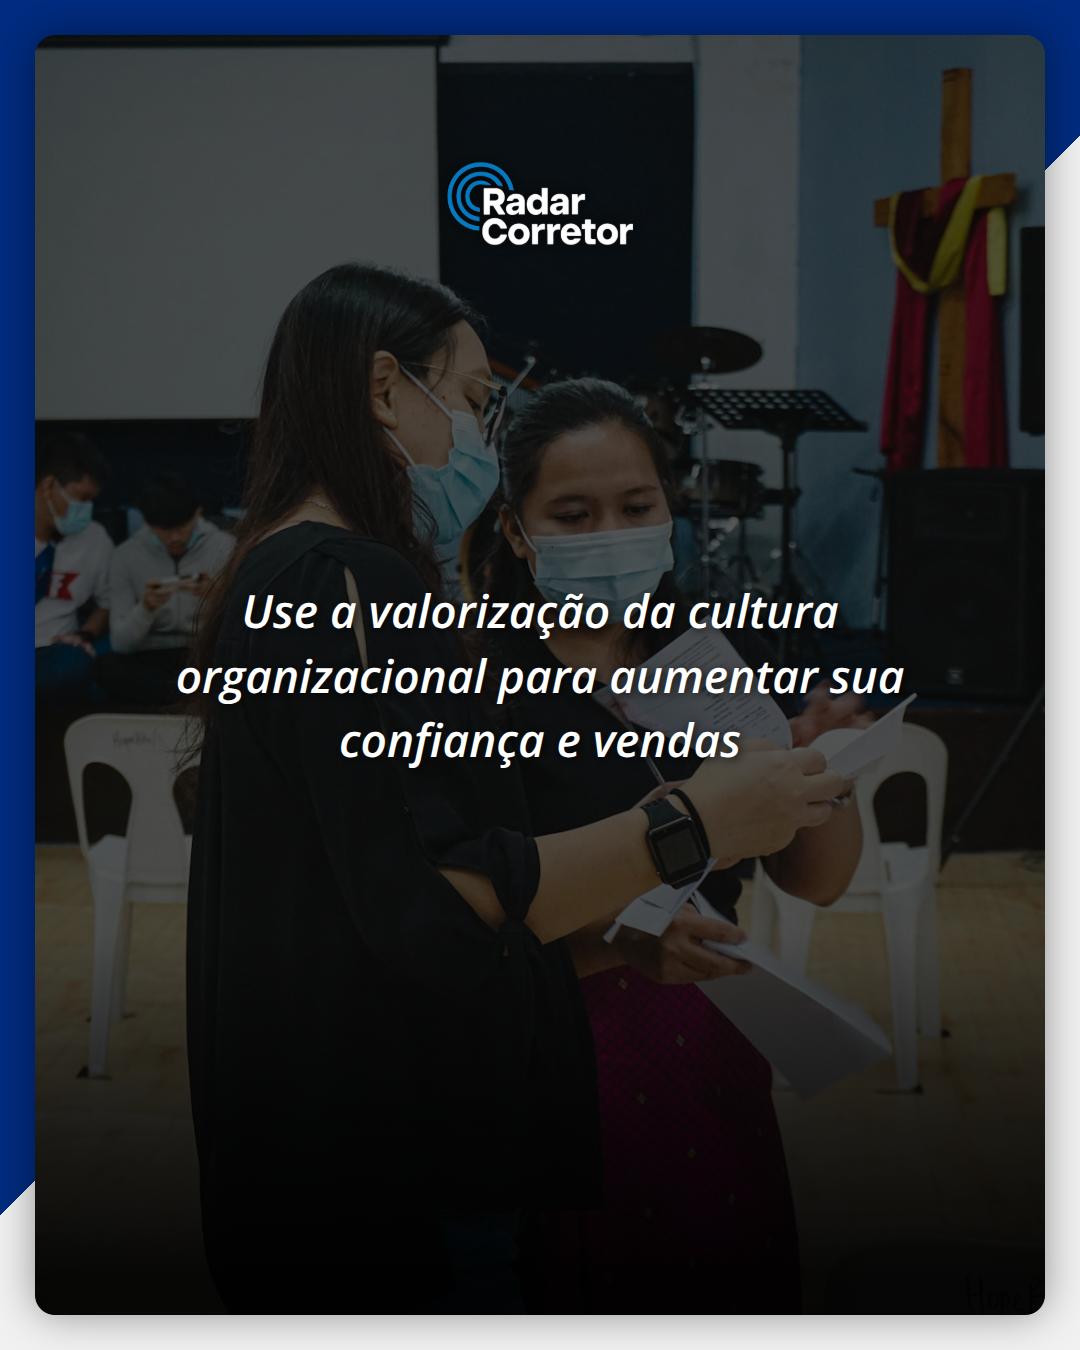 Radar
Corretor
Use a valorização da cultura
organizacional para aumentar sua
confiança e vendas